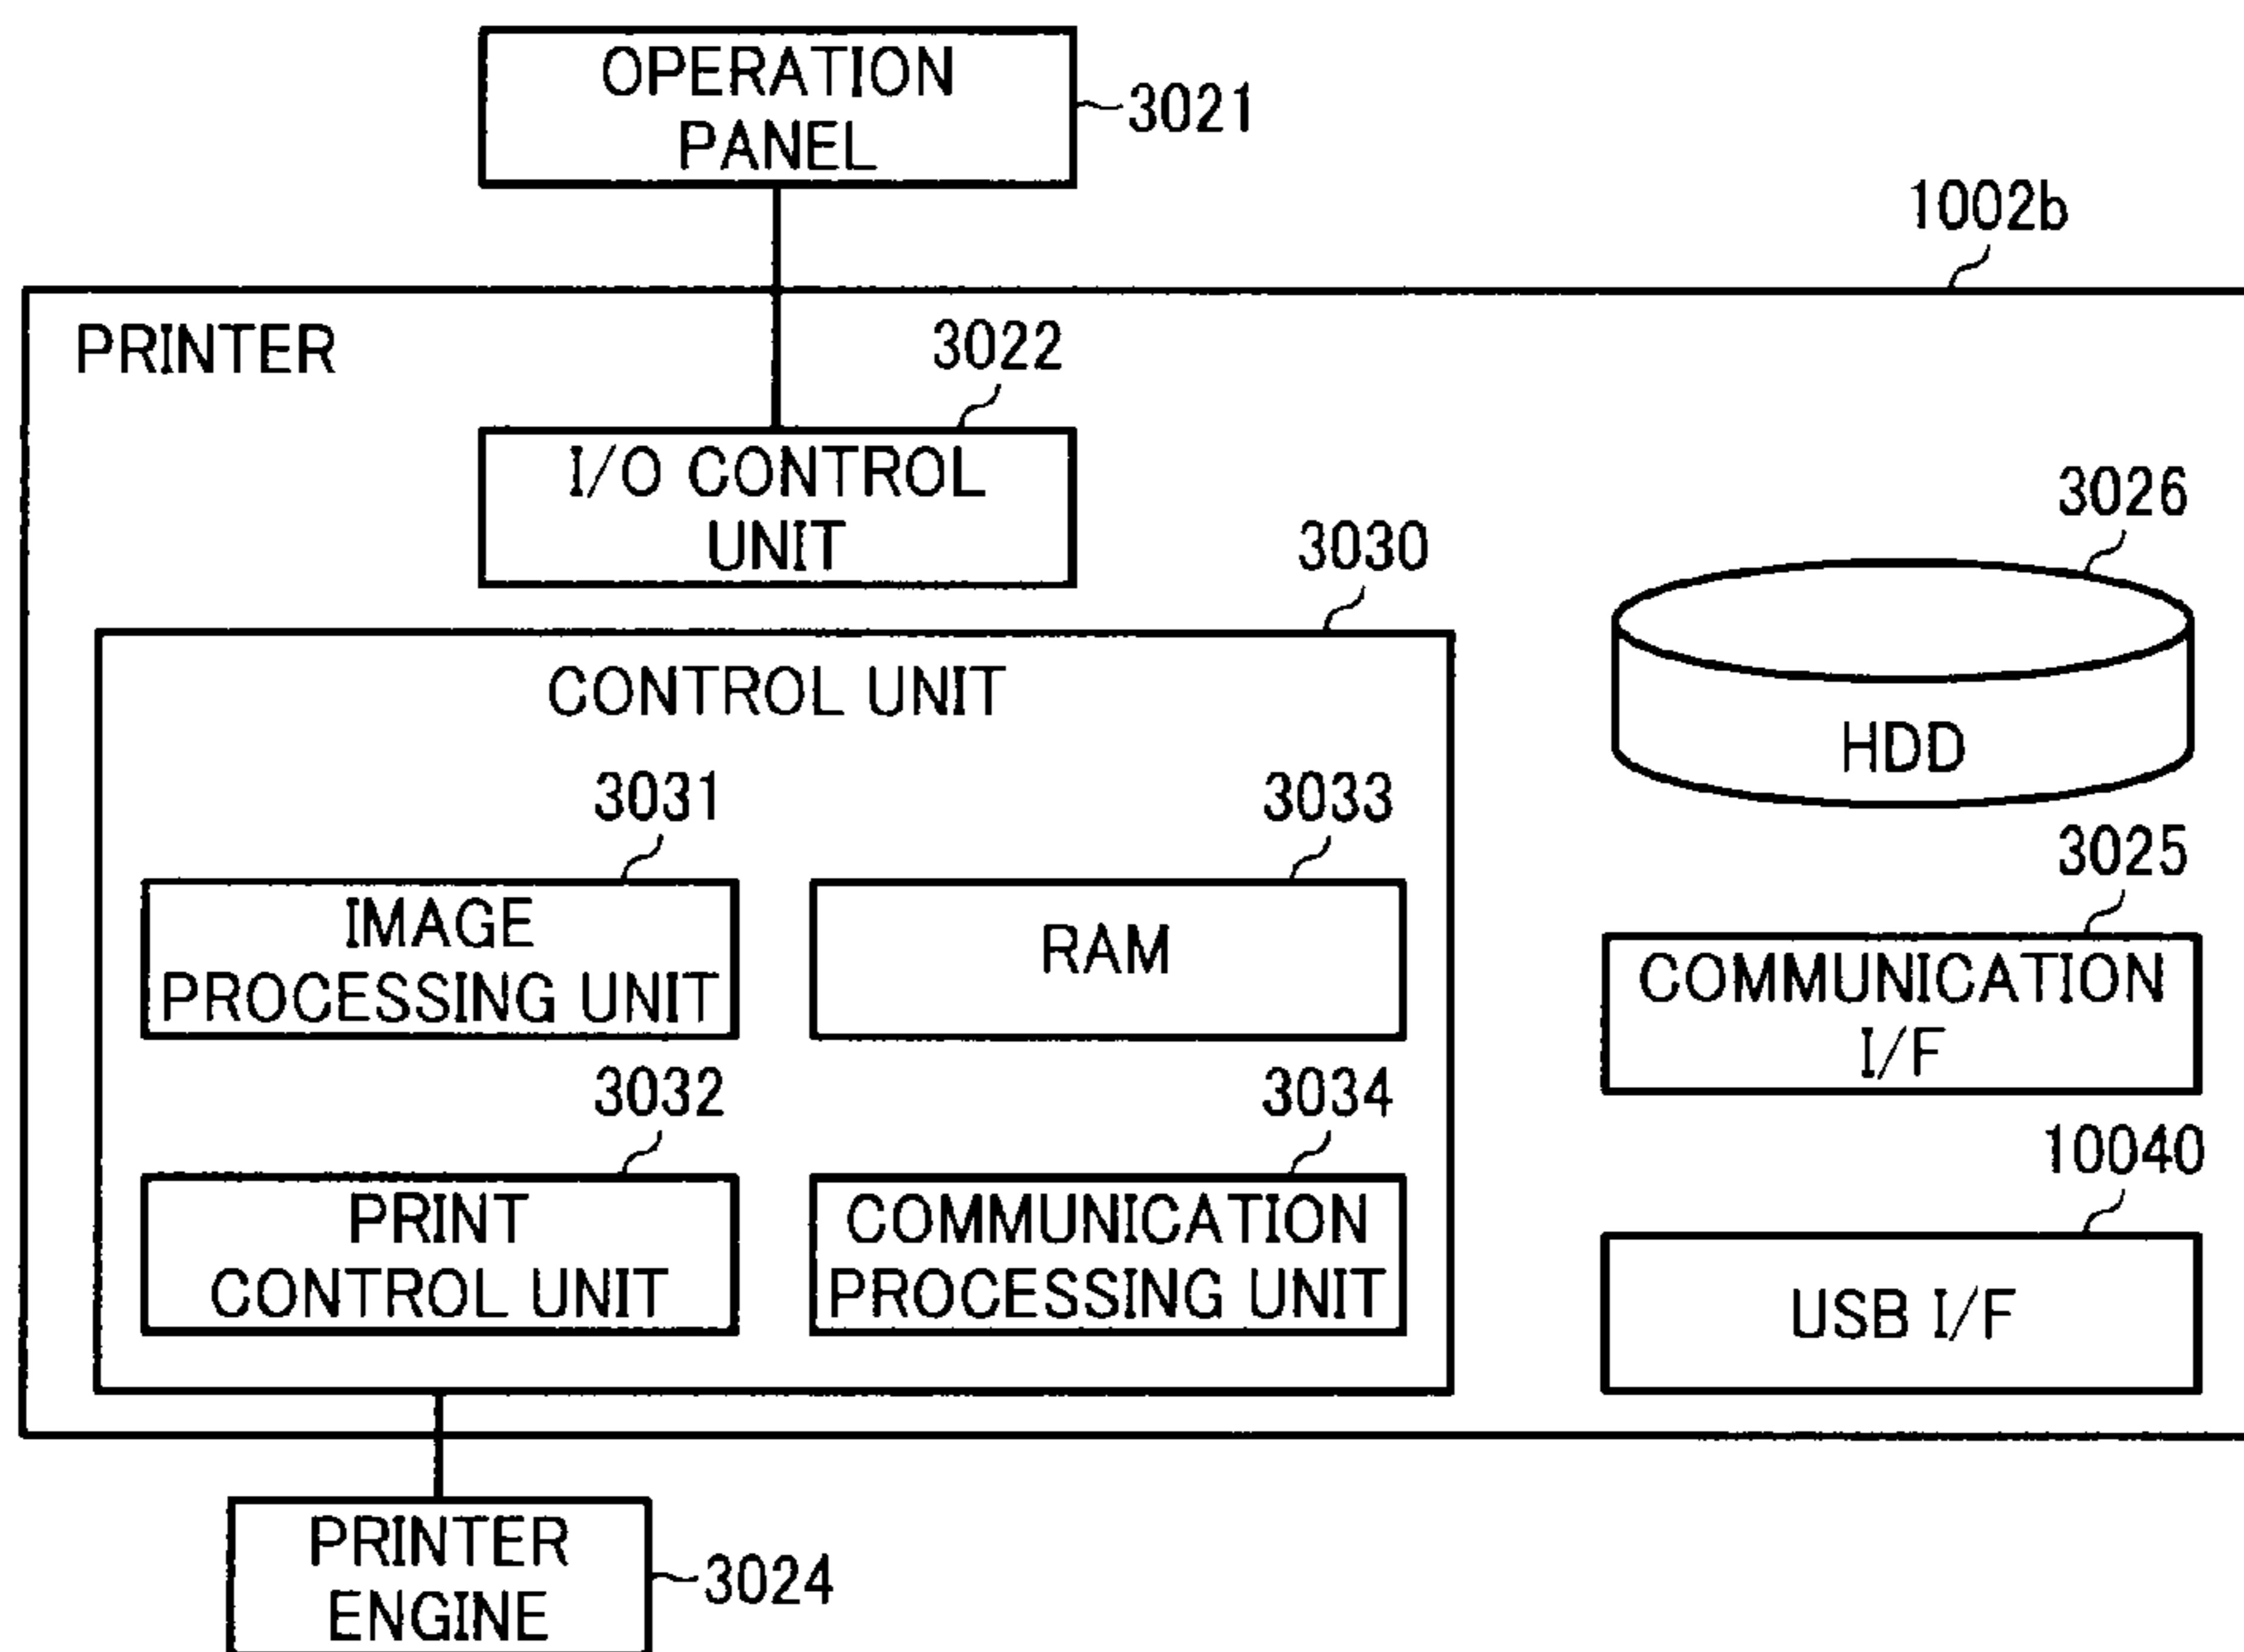 OPERATION
PANEL
3021
1002b
PRINTER
3022
I/O CONTROL
UNIT
3026
3030
CONTROL UNIT
HDD
3031
3033
3025
IMAGE
PROCESSING UNIT
RAM
COMMUNICATION
I/F
3032
3034
10040
PRINT
CONTROL UNIT
COMMUNICATION
PROCESSING UNIT
USB I/F
PRINTER
ENGINE
3024